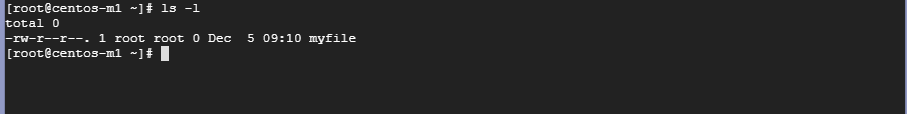 [root@centos-m1 ~]# ls -l
total 0
-rw-r--r--. 1 root root 0 Dec  5 09:10 myfile
[root@centos-m1 ~]#